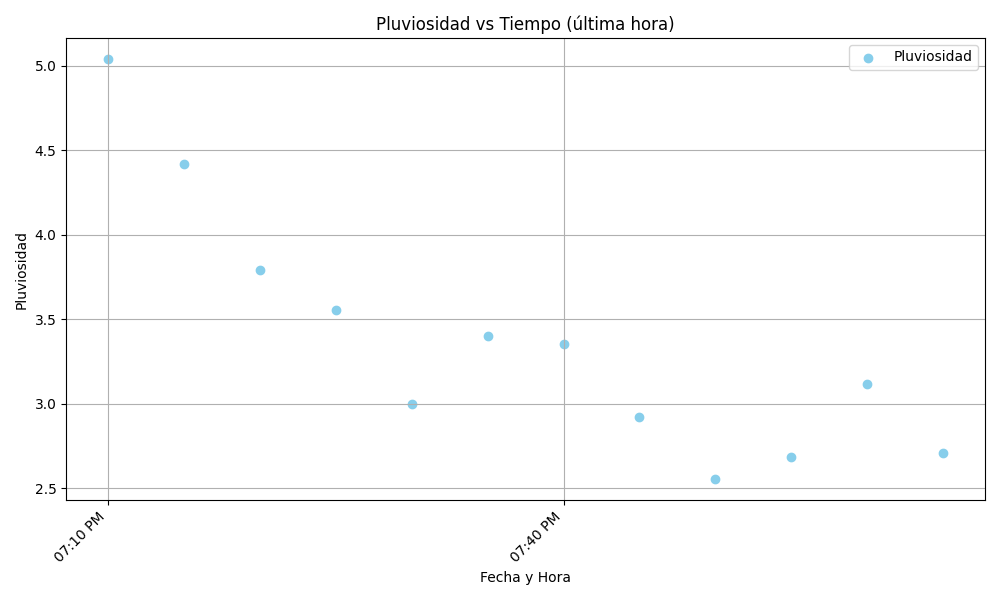 Pluviosidad vs Tiempo (última hora)
Pluviosidad
5.0
4.5
4.0
3.5
3.0
2.5
Pluviosidad
07:10 PM
07:40 PM
Fecha y Hora